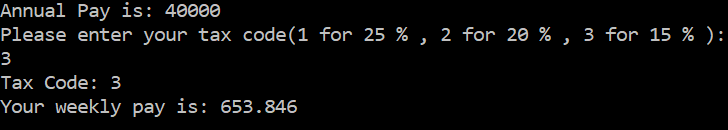 Annual Pay is: 40000
Please enter your tax code(1 for 25 % , 2 for 20 % , 3 for 15 % ):
3
Tax Code: 3
Your weekly pay is: 653.846